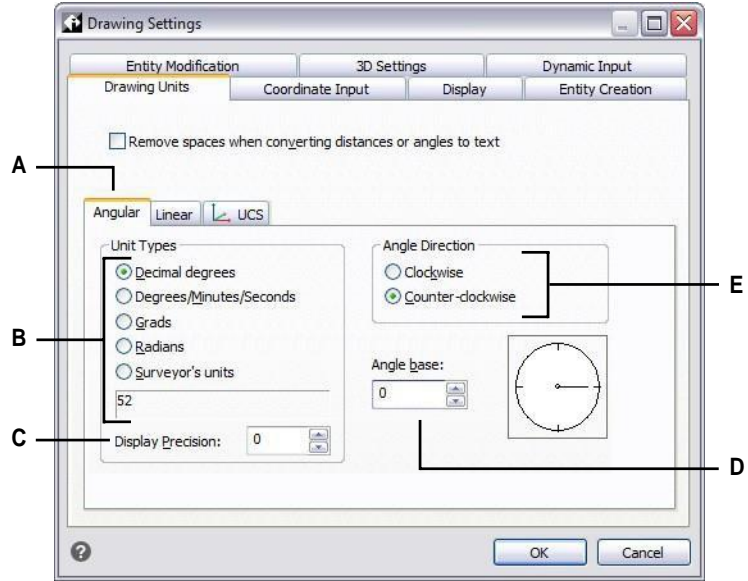 Drawing Settings
Entity Modification 3D Settings Dynamic Input
Drawing Units Coordinate Input Display Entity Creation
Remove spaces when converting distances or angles to text
A
Angular Linear UCS
Unit Types
Decimal degrees
Degrees/Minutes/Seconds
Grads
Radians
Surveyor's units
52
Display Precision: 0
B
C
Angle Direction
Clockwise
Counter-clockwise
E
Angle base:
0
D
OK Cancel